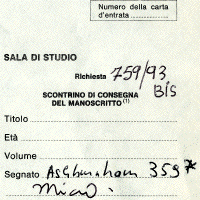 Numero della carta
d'entrata
SALA DI STUDIO
Richiesta 759/93
Bis
SCONTRINO DI CONSEGNA
DEL MANOSCRITTO (1)
Titolo
Età
Volume
Segnato Ashburnham 359*
Micro.